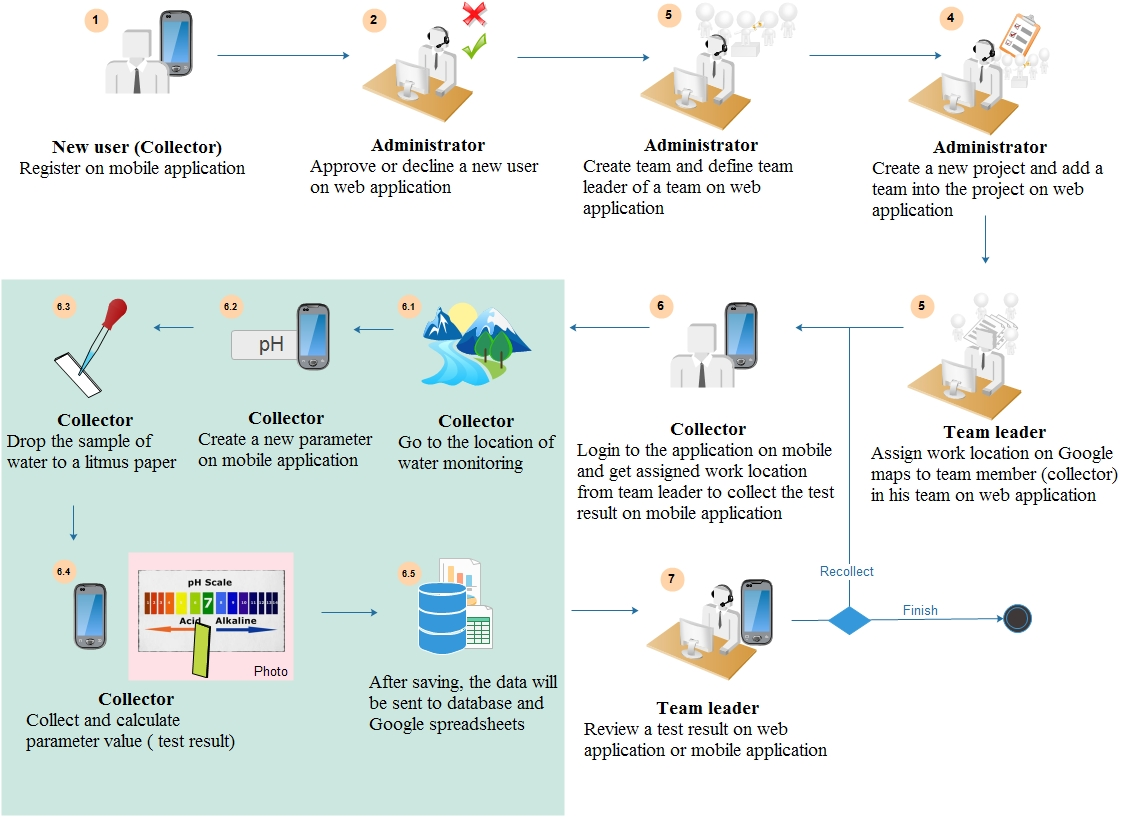 1
New user (Collector)
Register on mobile application
2
Administrator
Approve or decline a new user
on web application
5
Administrator
Create team and define team
leader of a team on web
application
4
Administrator
Create a new project and add a
team into the project on web
application
5
Team leader
Assign work location on Google
maps to team member (collector)
in his team on web application
6
Collector
Login to the application on mobile
and get assigned work location
from team leader to collect the test
result on mobile application
6.1
Collector
Go to the location of
water monitoring
6.2
pH
Collector
Create a new parameter
on mobile application
6.3
Collector
Drop the sample of
water to a litmus paper
6.4
pH Scale
7
Acid Alkaline
Photo
Collector
Collect and calculate
parameter value ( test result)
6.5
After saving, the data will
be sent to database and
Google spreadsheets
7
Team leader
Review a test result on web
application or mobile application
Recollect
Finish